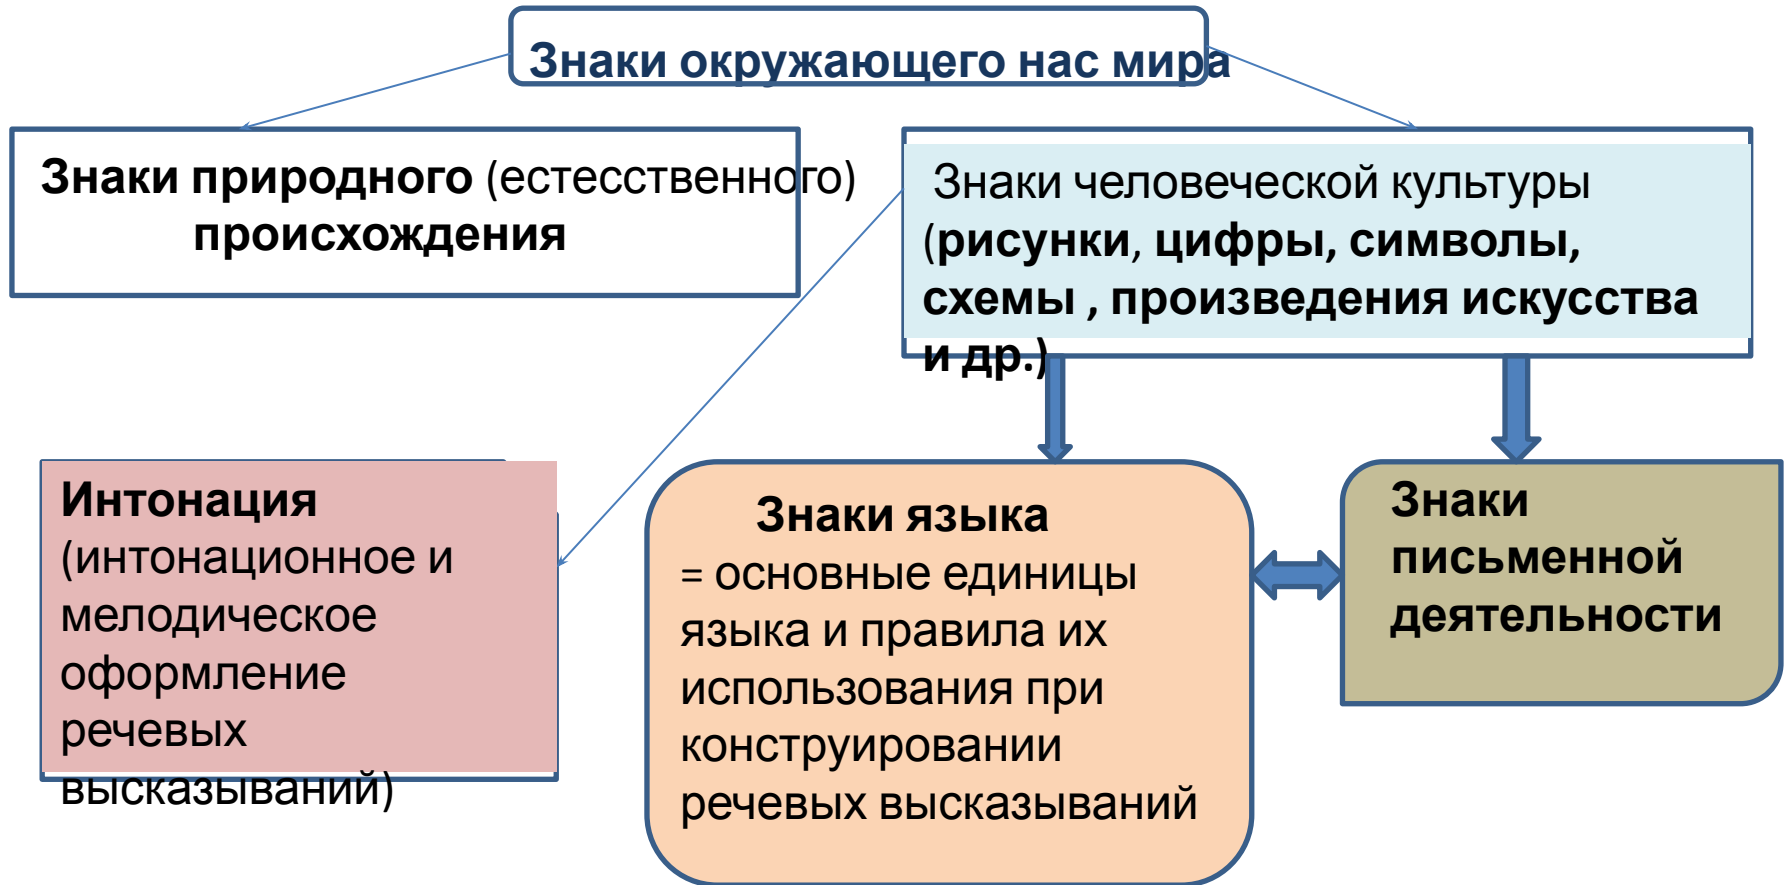 Знаки окружающего нас мира
Знаки природного (естесственного)
происхождения
Знаки человеческой культуры
(рисунки, цифры, символы,
схемы , произведения искусства
и др.)
Интонация
(интонационное и
мелодическое
оформление
речевых
высказываний)
Знаки языка
= основные единицы
языка и правила их
использования при
конструировании
речевых высказываний
Знаки
письменной
деятельности